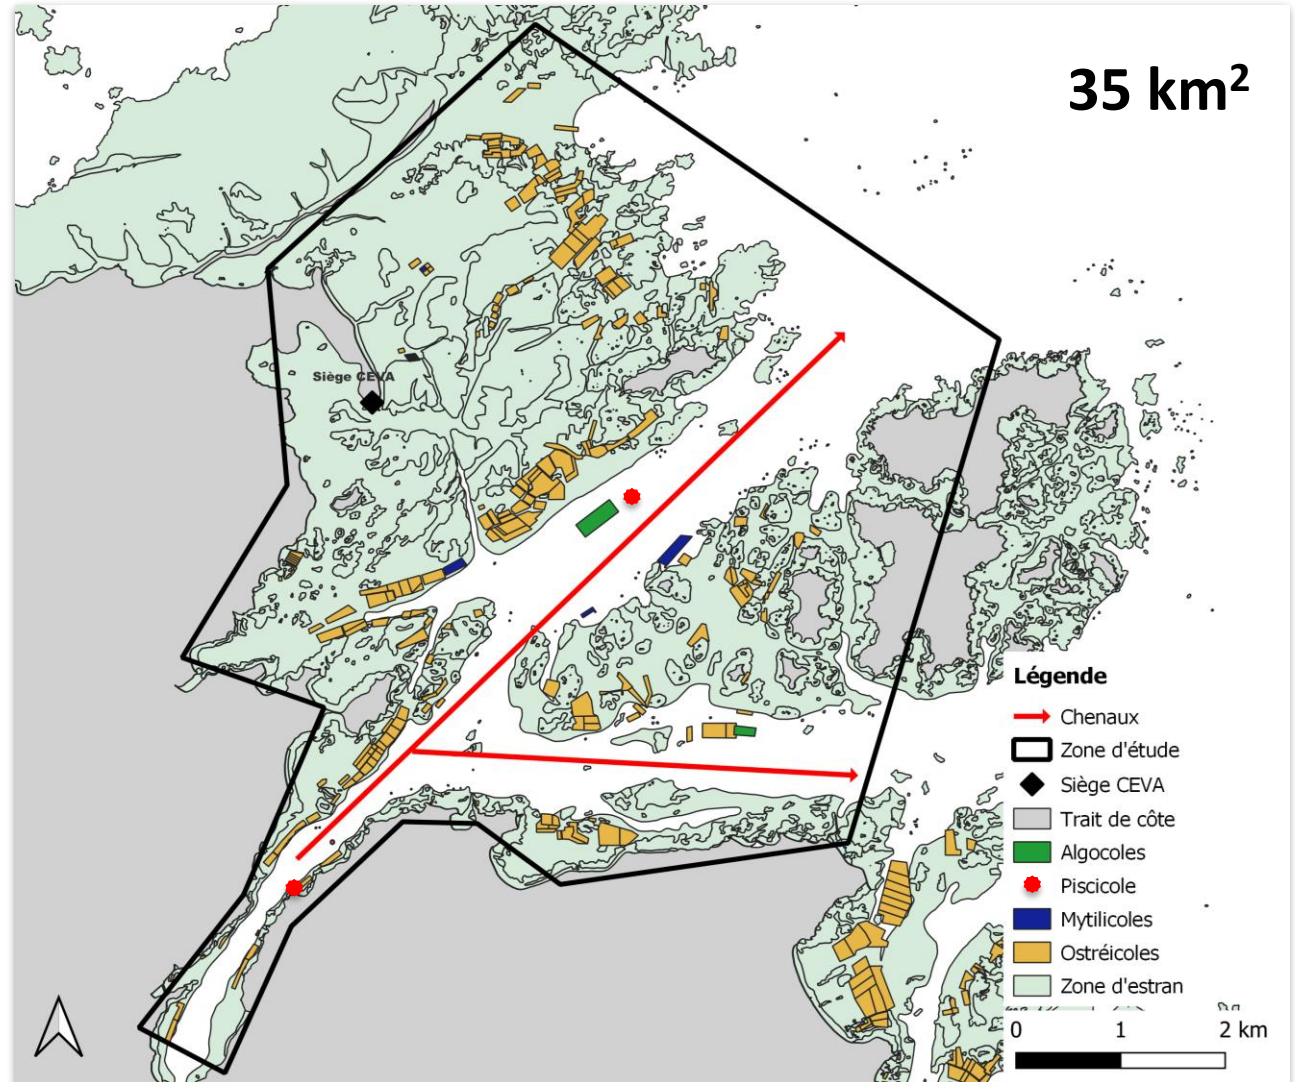 35 km²
Siège CEVA
Légende
Chenaux
Zone d'étude
Siège CEVA
Trait de côte
Algocoles
Piscicole
Mytilicoles
Ostréicoles
Zone d'estran
0 1 2 km